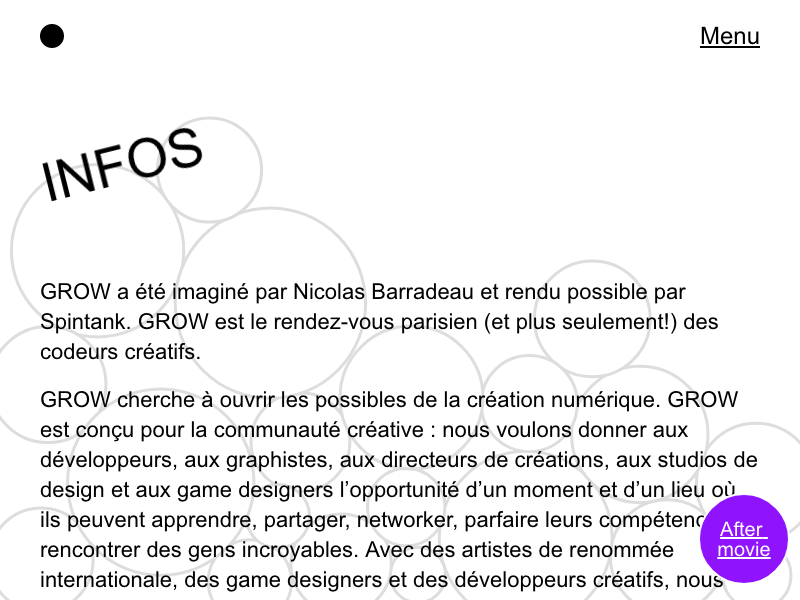 Menu
INFOS
GROW a été imaginé par Nicolas Barradeau et rendu possible par
Spintank. GROW est le rendez-vous parisien (et plus seulement!) des
codeurs créatifs.
GROW cherche à ouvrir les possibles de la création numérique. GROW
est conçu pour la communauté créative : nous voulons donner aux
développeurs, aux graphistes, aux directeurs de créations, aux studios de
design et aux game designers l’opportunité d’un moment et d’un lieu où
ils peuvent apprendre, partager, networker, parfaire leurs
rencontrer des gens incroyables. Avec des artistes de renommée
internationale, des game designers et des développeurs créatifs, nous
After
movie